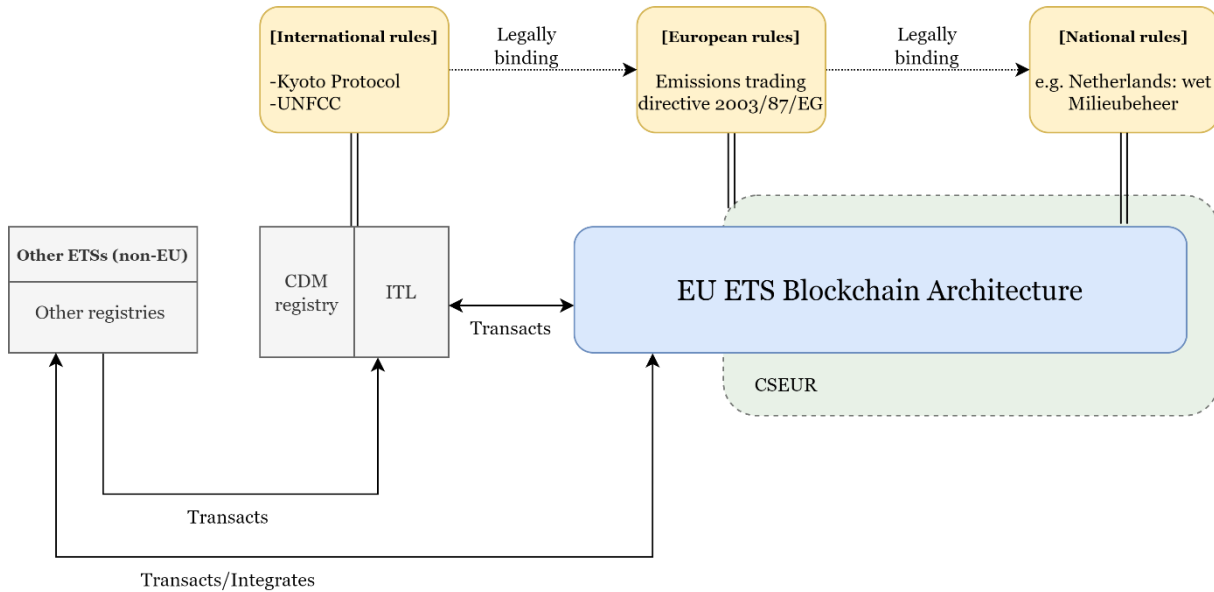 [International rules]
-Kyoto Protocol
-UNFCC
Legally
binding
[European rules]
Emissions trading
directive 2003/87/EG
Legally
binding
[National rules]
e.g. Netherlands: wet
Milieubeheer
Other ETSs (non-EU)
Other registries
CDM
registry
ITL
Transacts
EU ETS Blockchain Architecture
CSEUR
Transacts
Transacts/Integrates